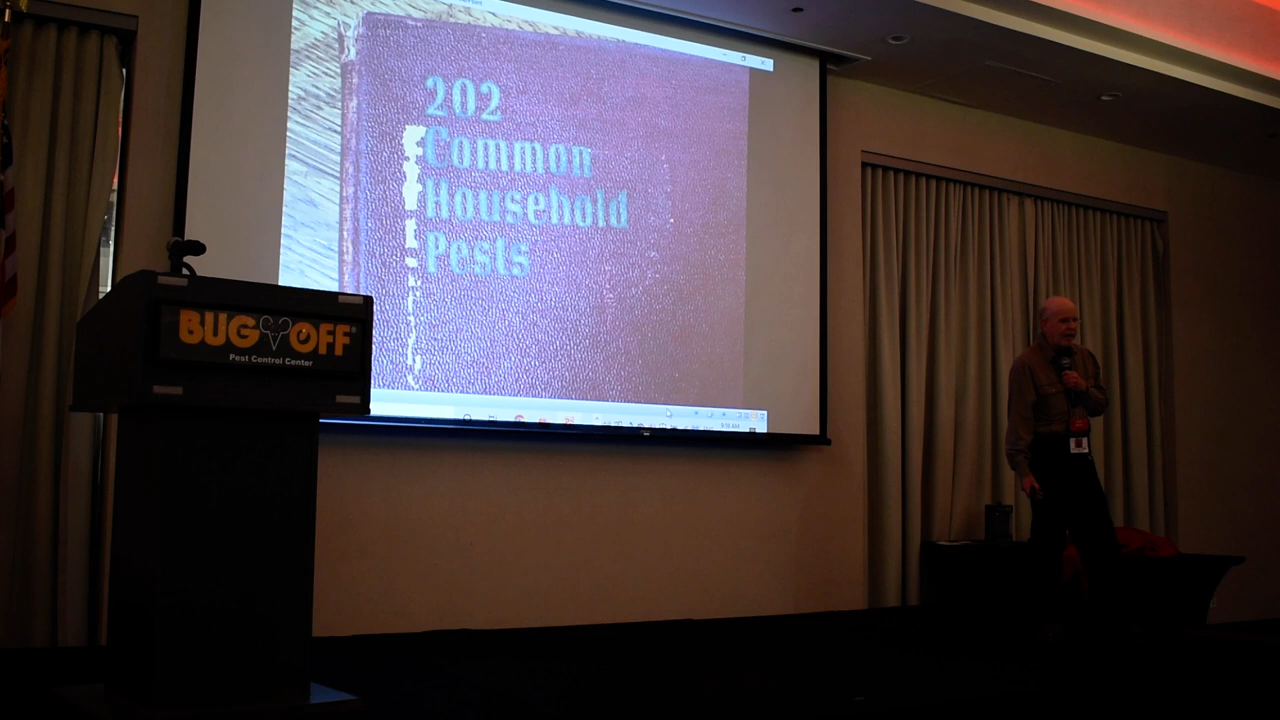 202
Common
Household
Pests
BUG OFF
Pest Control Center